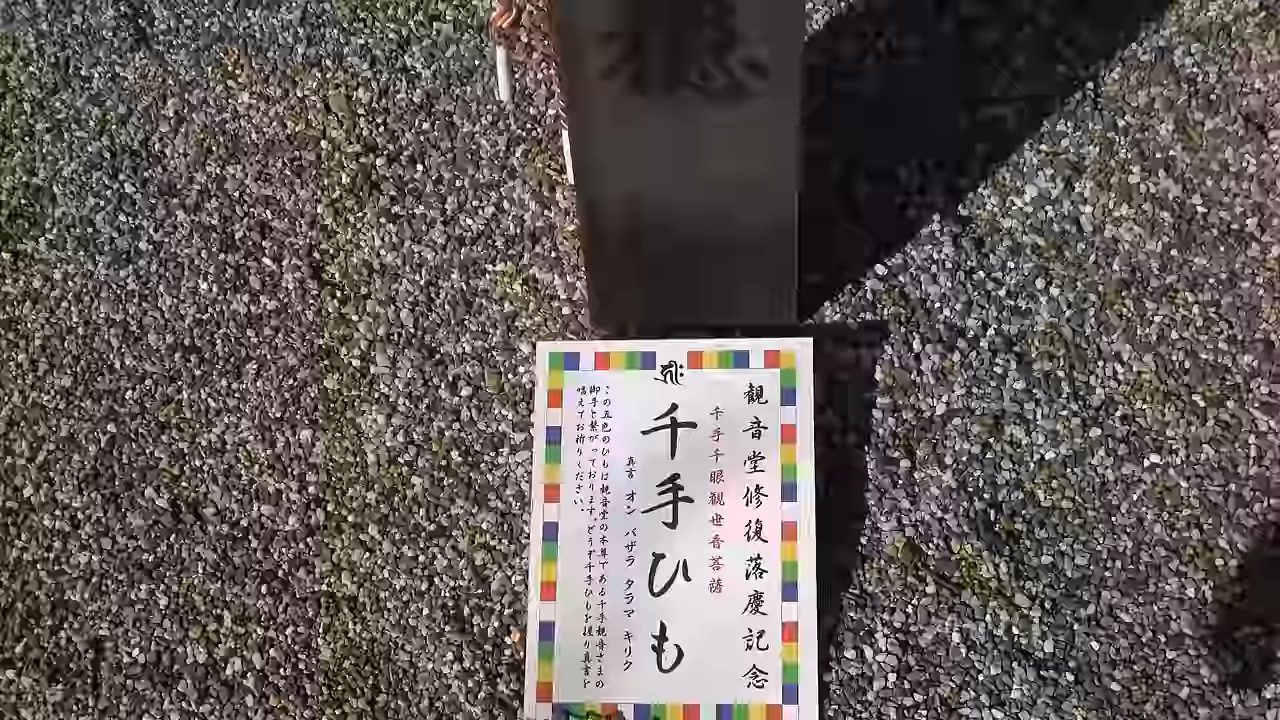 観音堂修復落慶記念
千手千眼観世音菩薩
千手ひも
真言 オン バザラ タラマ キリク
この五色のひもは観音堂の本尊である千手観音さまの
御手と繋がっております。どうぞ千手ひもを握り真言を
唱えてお祈りください。